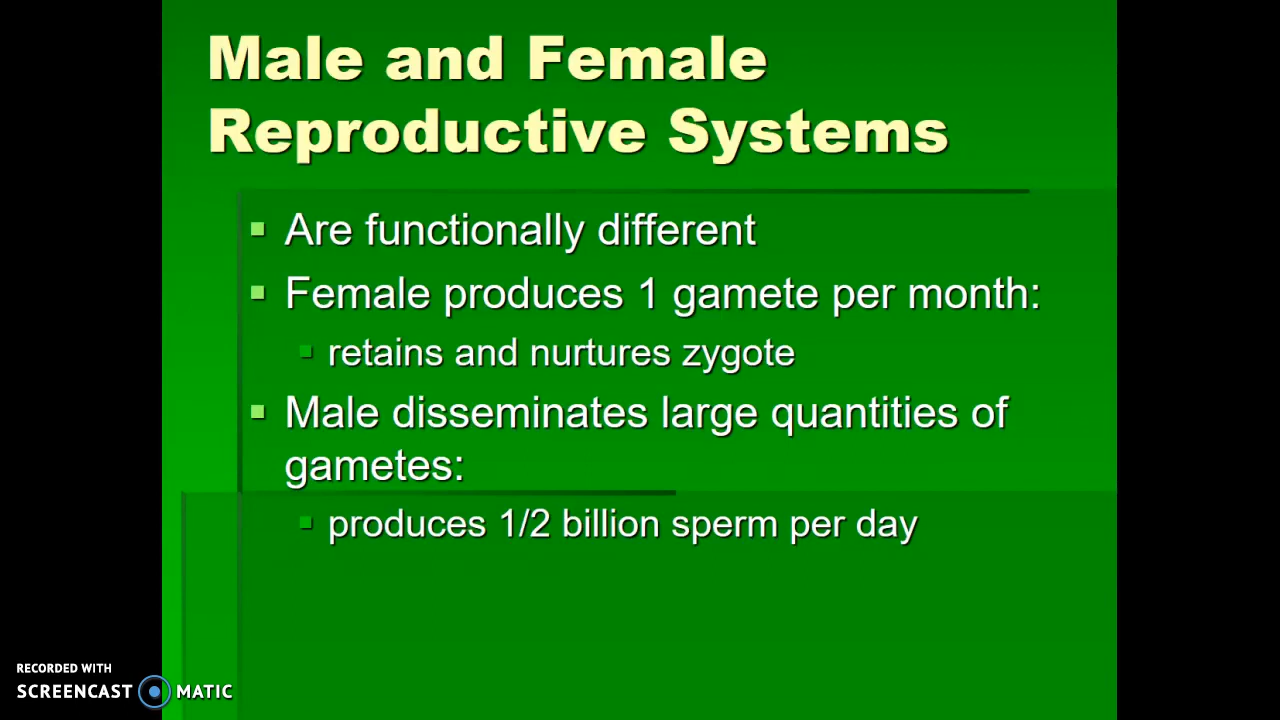 Male and Female
Reproductive Systems
Are functionally different
Female produces 1 gamete per month:
retains and nurtures zygote
Male disseminates large quantities of
gametes:
produces 1/2 billion sperm per day
RECORDED WITH
SCREENCAST MATIC